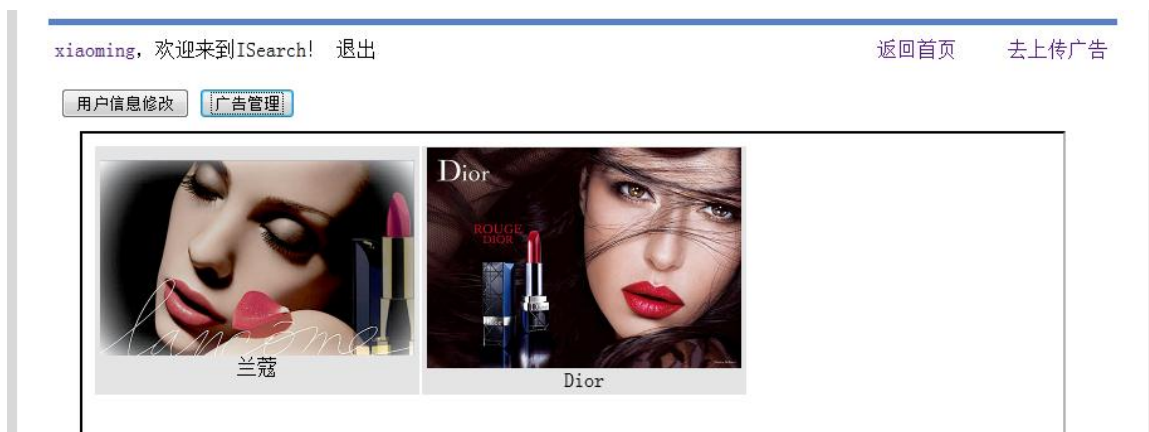 xiaoming, 欢迎来到ISearch! 退出 返回首页 去上传广告
用户信息修改 广告管理
Dior
ROUGE
DIOR
lancôme
兰蔻
Dior